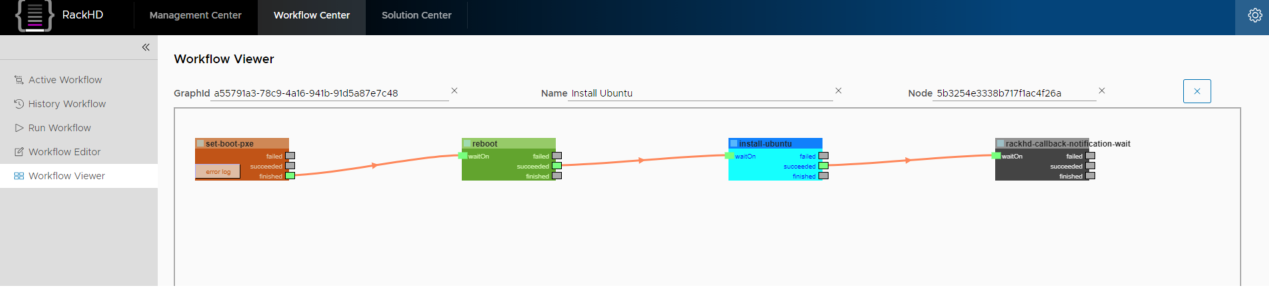 RackHD Management Center Workflow Center Solution Center
Workflow Viewer
GraphId a55791a3-78c9-4a16-941b-91d5a87e7c48 Name Install Ubuntu Node 5b3254e3338b717f1ac4f26a
Active Workflow
History Workflow
Run Workflow
Workflow Editor
Workflow Viewer
set-boot-pxe
failed
succeeded
error log
finished
reboot
waitOn failed
succeeded
finished
install-ubuntu
waitOn failed
succeeded
finished
rackhd-callback-notification-wait
waitOn failed
succeeded
finished